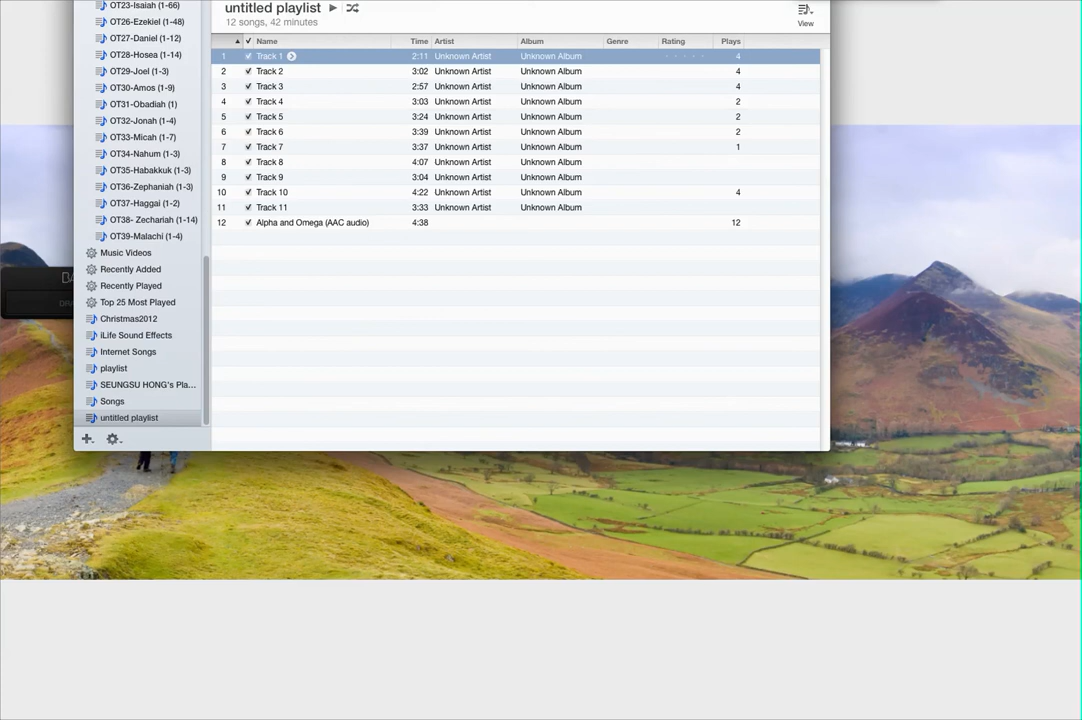 OT23-Isaiah (1-66)
OT26-Ezekiel (1-48)
OT27-Daniel (1-12)
OT28-Hosea (1-14)
OT29-Joel (1-3)
OT30-Amos (1-9)
OT31-Obadiah (1)
OT32-Jonah (1-4)
OT33-Micah (1-7)
OT34-Nahum (1-3)
OT35-Habakkuk (1-3)
OT36-Zephaniah (1-3)
OT37-Haggai (1-2)
OT38- Zechariah (1-14)
OT39-Malachi (1-4)
Music Videos
Recently Added
Recently Played
Top 25 Most Played
Christmas2012
iLife Sound Effects
Internet Songs
playlist
SEUNGSU HONG's Pla...
Songs
untitled playlist
untitled playlist
12 songs, 42 minutes
View
Name Time Artist Album Genre Rating Plays
1 Track 1 2:11 Unknown Artist Unknown Album 4
2 Track 2 3:02 Unknown Artist Unknown Album 4
3 Track 3 2:57 Unknown Artist Unknown Album 4
4 Track 4 3:03 Unknown Artist Unknown Album 2
5 Track 5 3:24 Unknown Artist Unknown Album 2
6 Track 6 3:39 Unknown Artist Unknown Album 2
7 Track 7 3:37 Unknown Artist Unknown Album 1
8 Track 8 4:07 Unknown Artist Unknown Album
9 Track 9 3:04 Unknown Artist Unknown Album
10 Track 10 4:22 Unknown Artist Unknown Album 4
11 Track 11 3:33 Unknown Artist Unknown Album
12 Alpha and Omega (AAC audio) 4:38 12